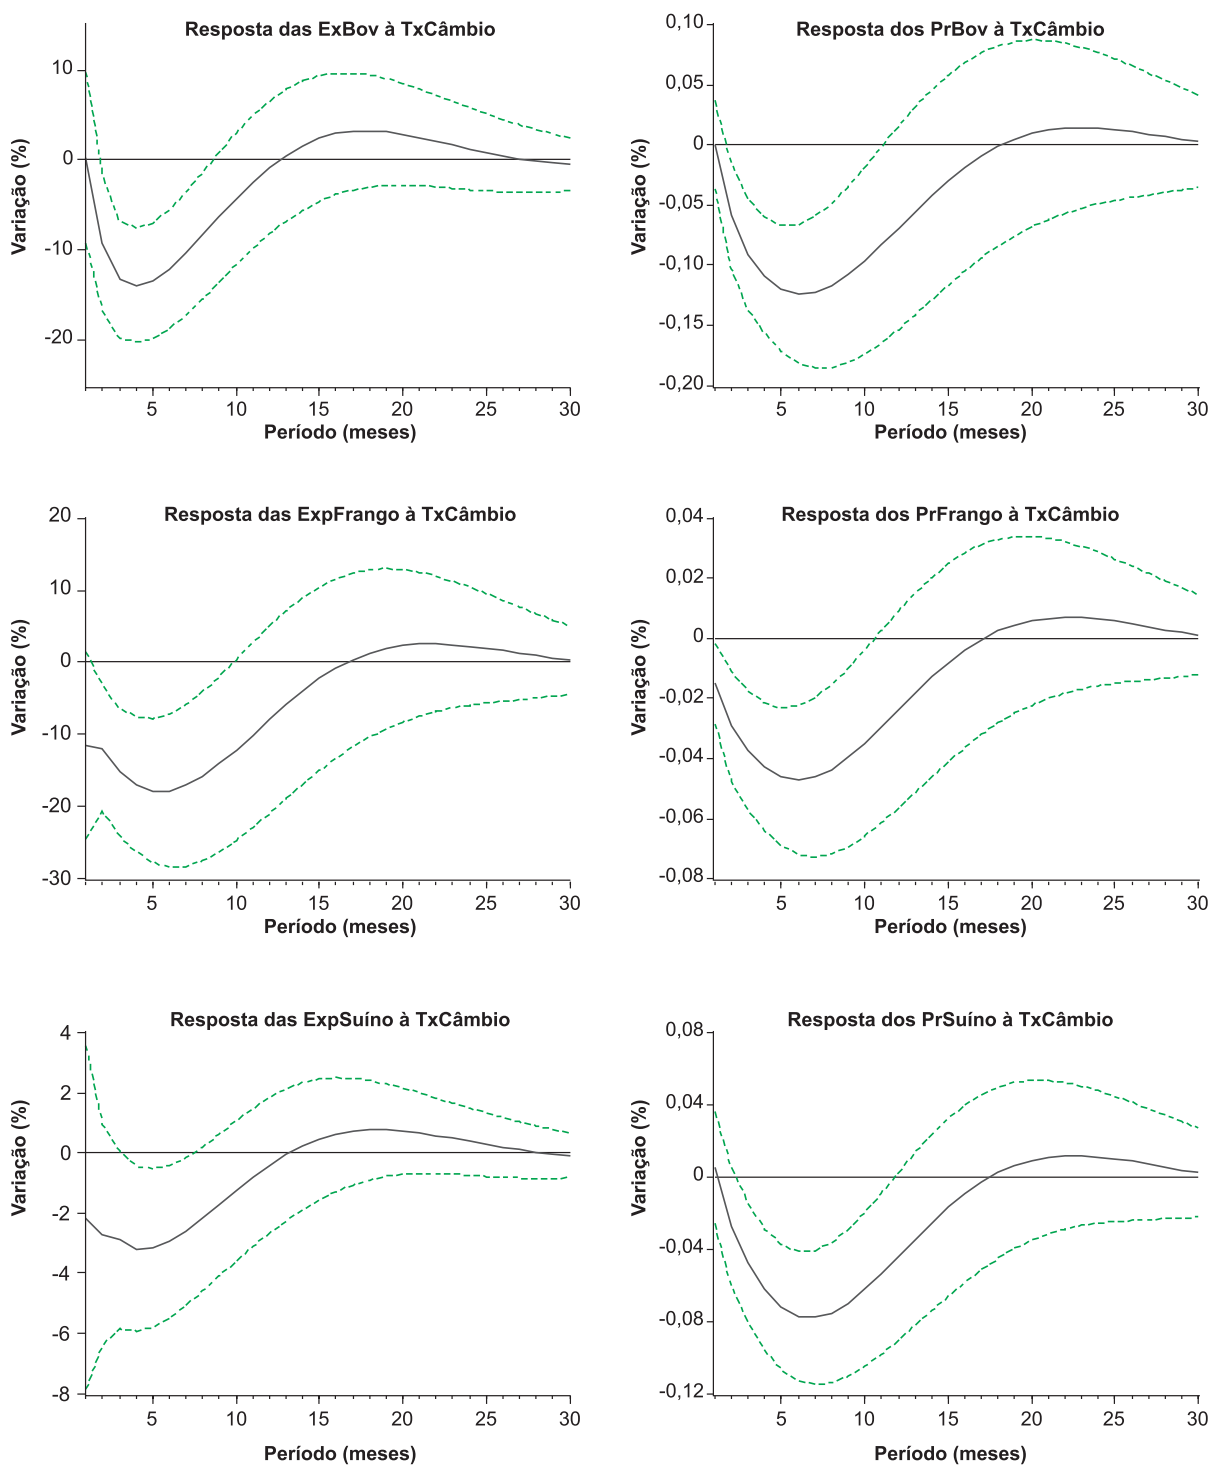 Resposta das ExBov à TxCâmbio
Variação (%)
10
0
-10
-20
5 10 15 20 25 30
Período (meses)
Resposta dos PrBov à TxCâmbio
Variação (%)
0,10
0,05
0
-0,05
-0,10
-0,15
-0,20
5 10 15 20 25 30
Período (meses)
Resposta das ExpFrango à TxCâmbio
Variação (%)
20
10
0
-10
-20
-30
5 10 15 20 25 30
Período (meses)
Resposta dos PrFrango à TxCâmbio
Variação (%)
0,04
0,02
0
-0,02
-0,04
-0,06
-0,08
5 10 15 20 25 30
Período (meses)
Resposta das ExpSuíno à TxCâmbio
Variação (%)
4
2
0
-2
-4
-6
-8
5 10 15 20 25 30
Período (meses)
Resposta dos PrSuíno à TxCâmbio
Variação (%)
0,08
0,04
0
-0,04
-0,08
-0,12
5 10 15 20 25 30
Período (meses)